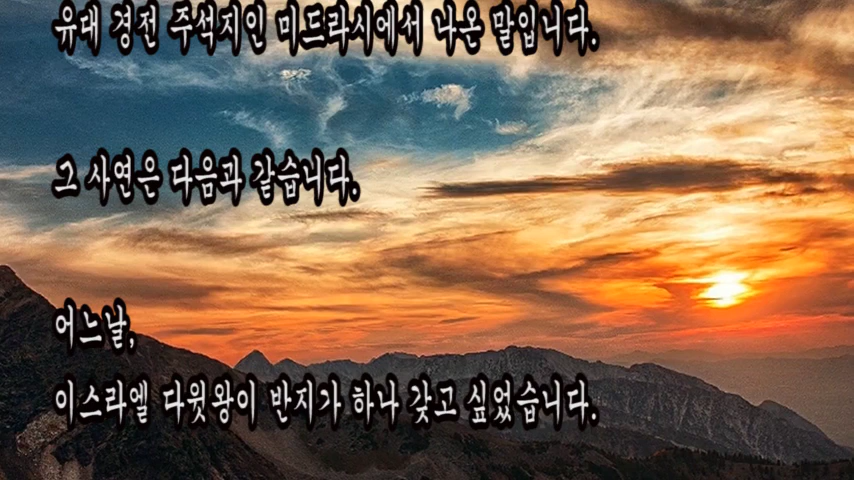 유대 경전 주석지인 미드라시에서 나온 말입니다.
그 사연은 다음과 같습니다.
어느날,
이스라엘 다윗왕이 반지가 하나 갖고 싶었습니다.